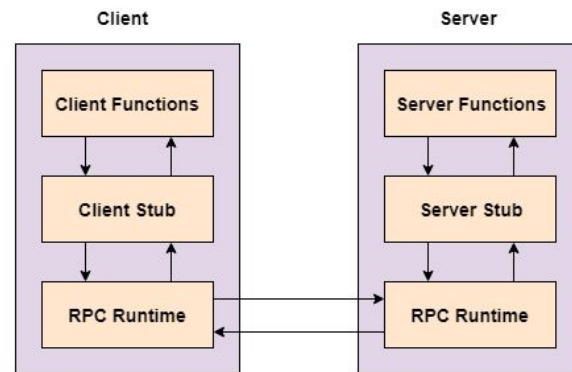 Client
Server
Client Functions
Server Functions
Client Stub
Server Stub
RPC Runtime
RPC Runtime